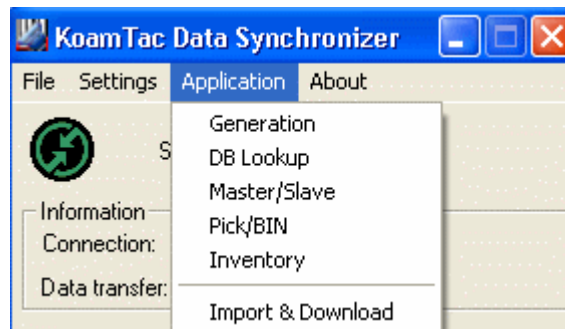 KoamTac Data Synchronizer
File Settings Application About
Generation
S
DB Lookup
Master/Slave
Information
Pick/BIN
Connection:
Inventory
Data transfer:
Import & Download